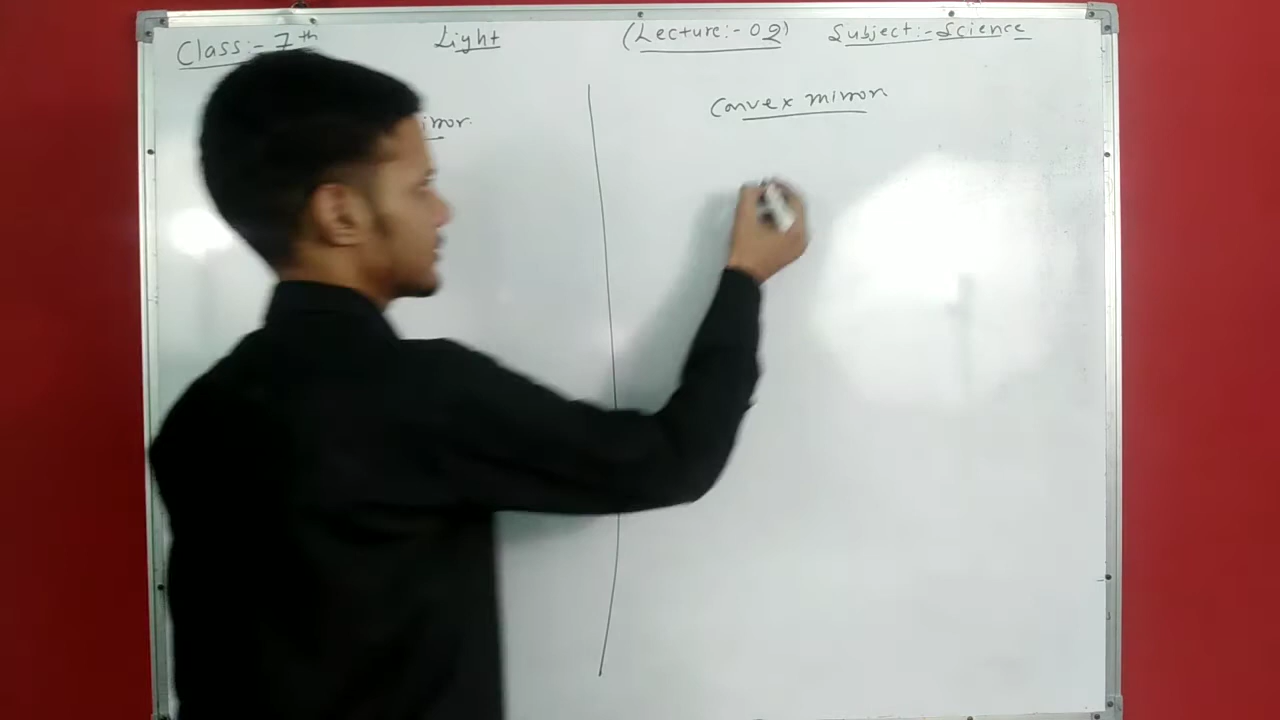 Class:- 7th Light (Lecture:- 02) Subject:- Science
Convex mirror